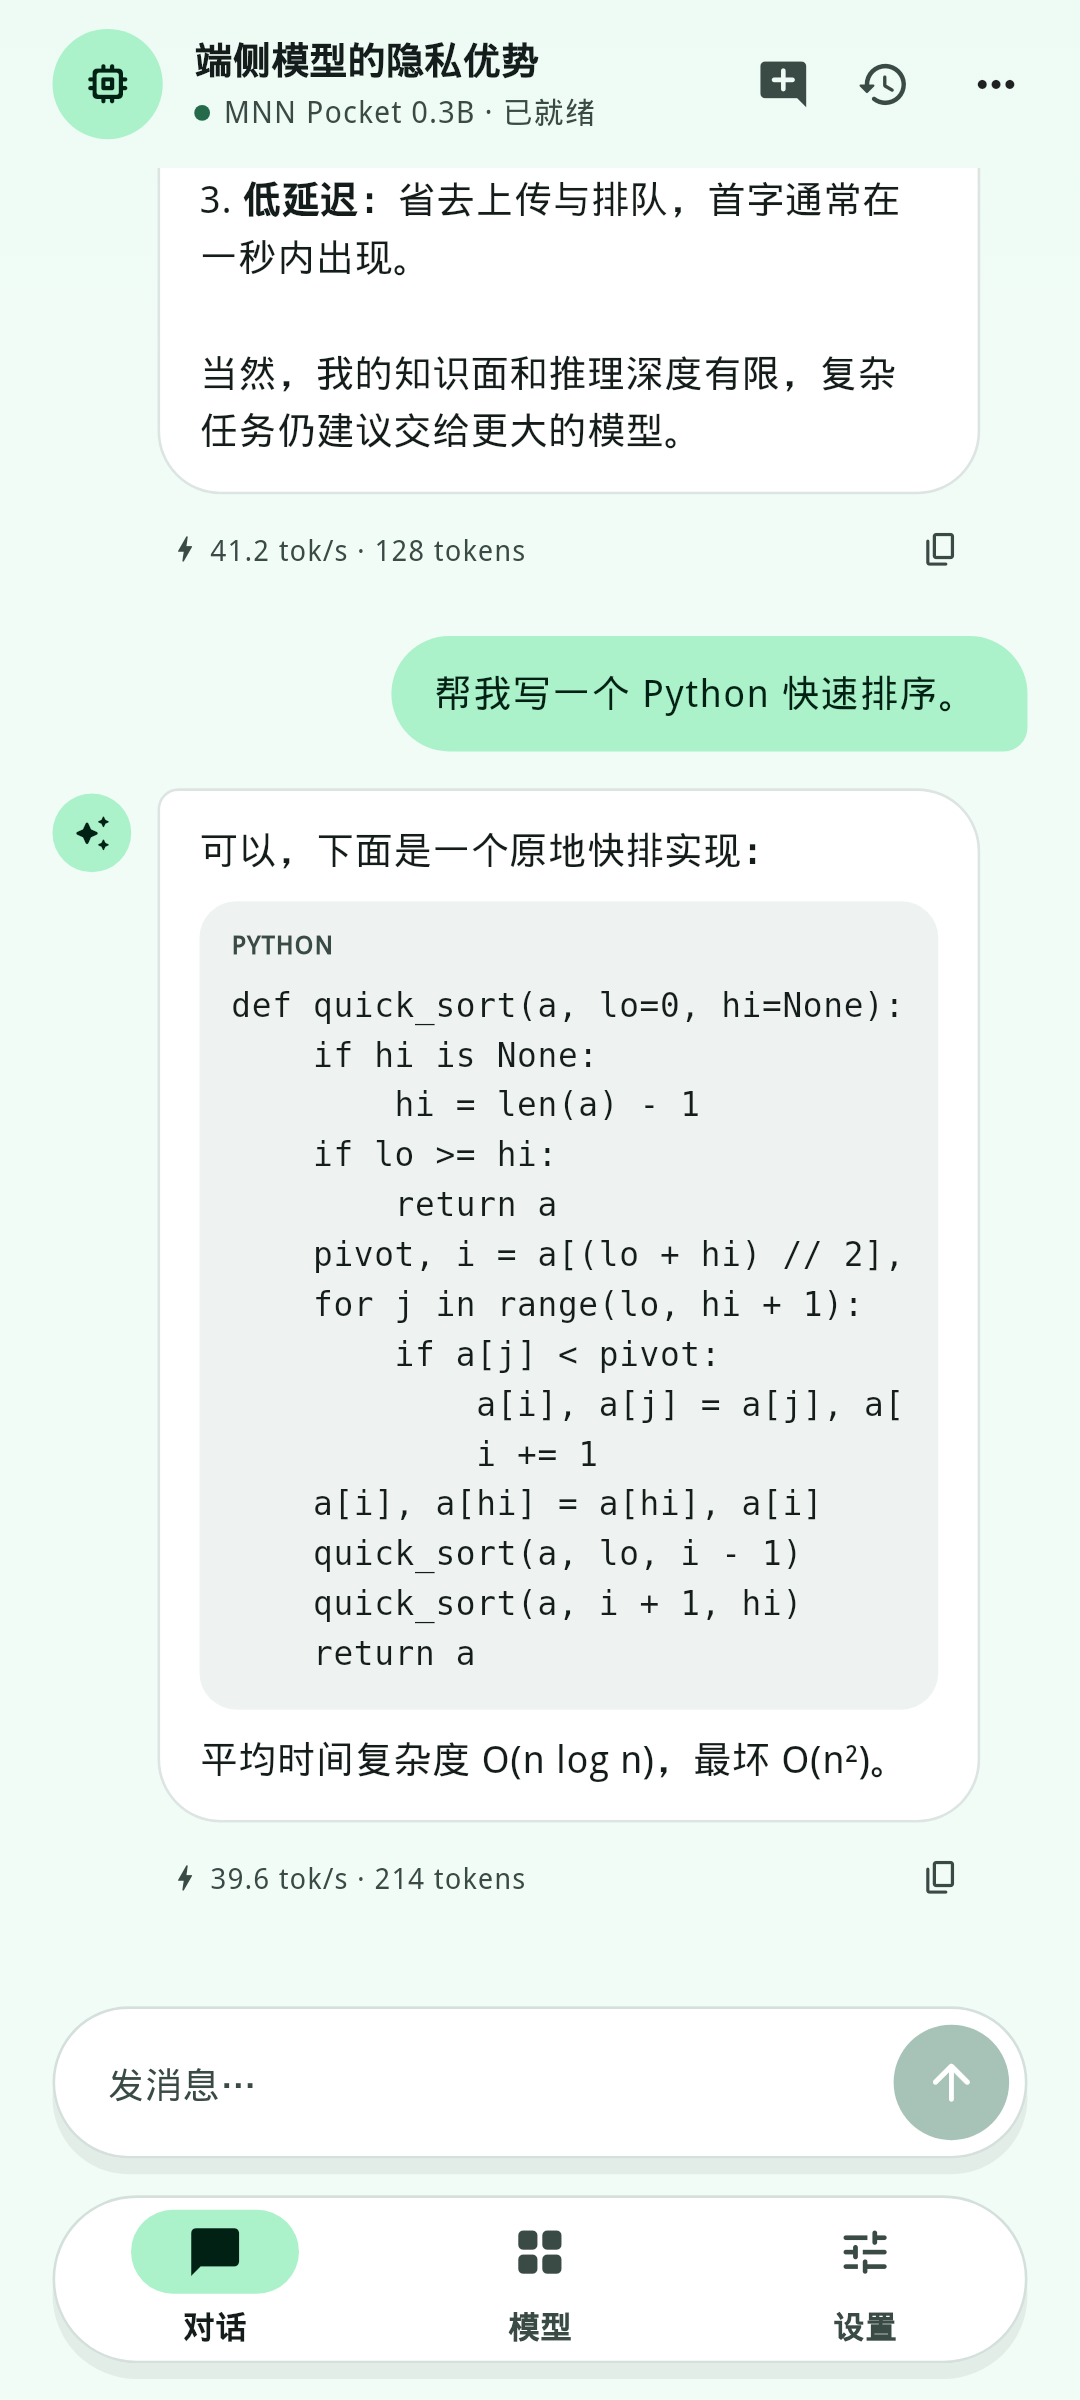 端侧模型的隐私优势
MNN Pocket 0.3B · 已就绪
3. 低延迟：省去上传与排队，首字通常在
一秒内出现。
当然，我的知识面和推理深度有限，复杂
任务仍建议交给更大的模型。
41.2 tok/s · 128 tokens
帮我写一个 Python 快速排序。
可以，下面是一个原地快排实现：
PYTHON
def quick_sort(a, lo=0, hi=None):
    if hi is None:
        hi = len(a) - 1
    if lo >= hi:
        return a
    pivot, i = a[(lo + hi) // 2],
    for j in range(lo, hi + 1):
        if a[j] < pivot:
            a[i], a[j] = a[j], a[
            i += 1
    a[i], a[hi] = a[hi], a[i]
    quick_sort(a, lo, i - 1)
    quick_sort(a, i + 1, hi)
    return a
平均时间复杂度 O(n log n)，最坏 O(n²)。
39.6 tok/s · 214 tokens
发消息…
对话
模型
设置